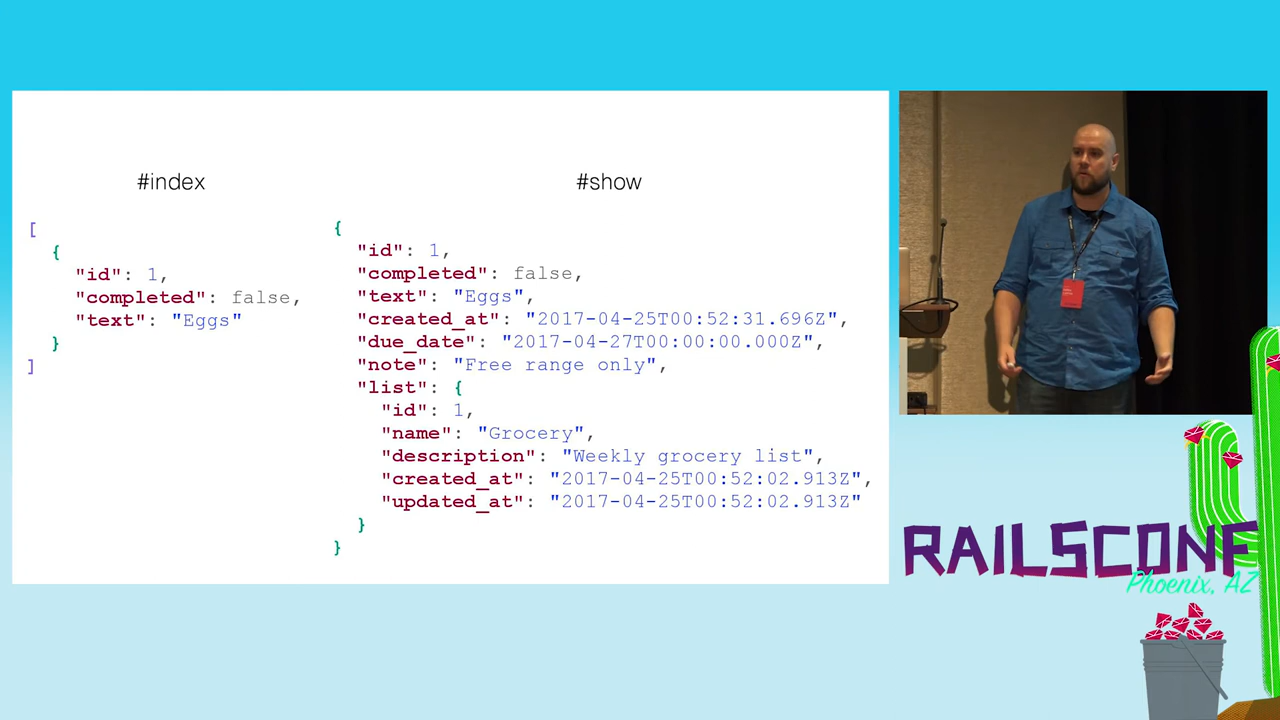 #index
[
  {
    "id": 1,
    "completed": false,
    "text": "Eggs"
  }
]
#show
{
  "id": 1,
  "completed": false,
  "text": "Eggs",
  "created_at": "2017-04-25T00:52:31.696Z",
  "due_date": "2017-04-27T00:00:00.000Z",
  "note": "Free range only",
  "list": {
    "id": 1,
    "name": "Grocery",
    "description": "Weekly grocery list",
    "created_at": "2017-04-25T00:52:02.913Z",
    "updated_at": "2017-04-25T00:52:02.913Z"
  }
}
RAILSCONF
Phoenix, AZ